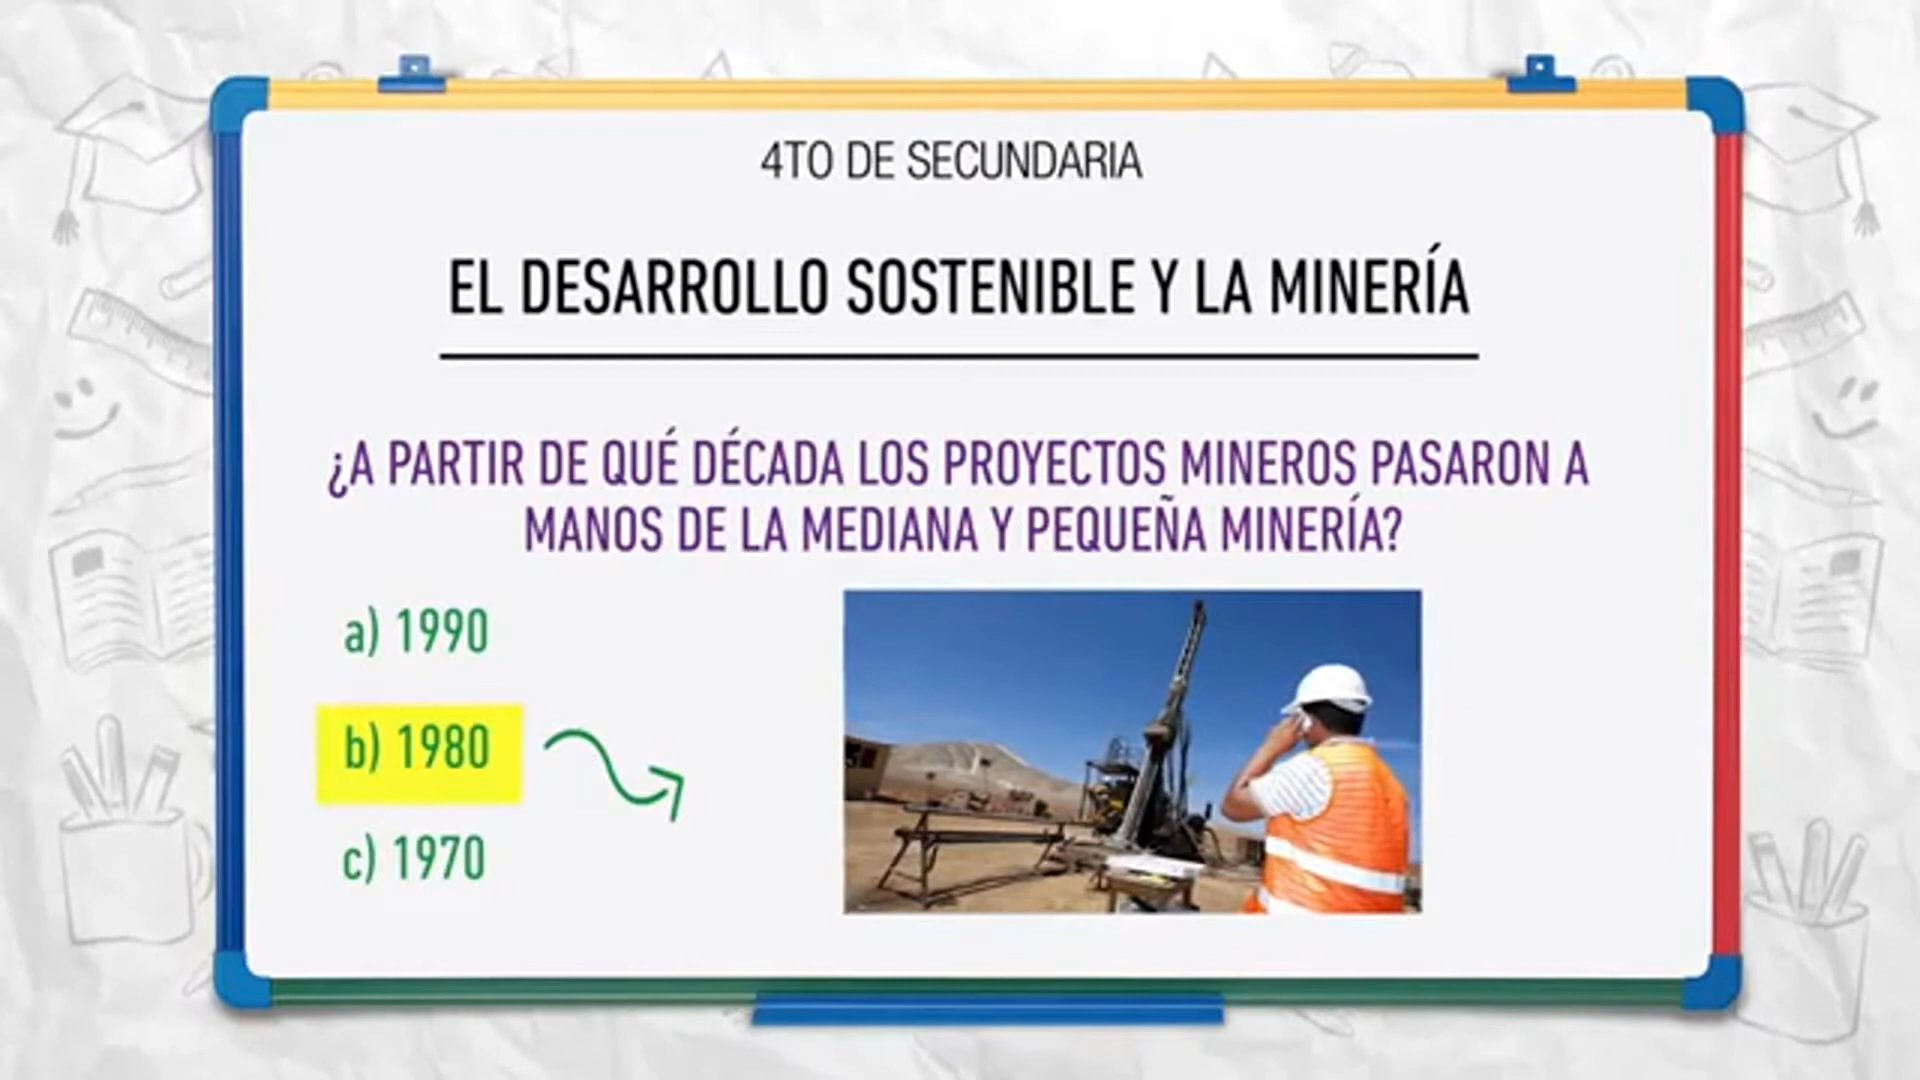 4TO DE SECUNDARIA
EL DESARROLLO SOSTENIBLE Y LA MINERÍA
¿A PARTIR DE QUÉ DÉCADA LOS PROYECTOS MINEROS PASARON A
MANOS DE LA MEDIANA Y PEQUEÑA MINERÍA?
a) 1990
b) 1980
c) 1970